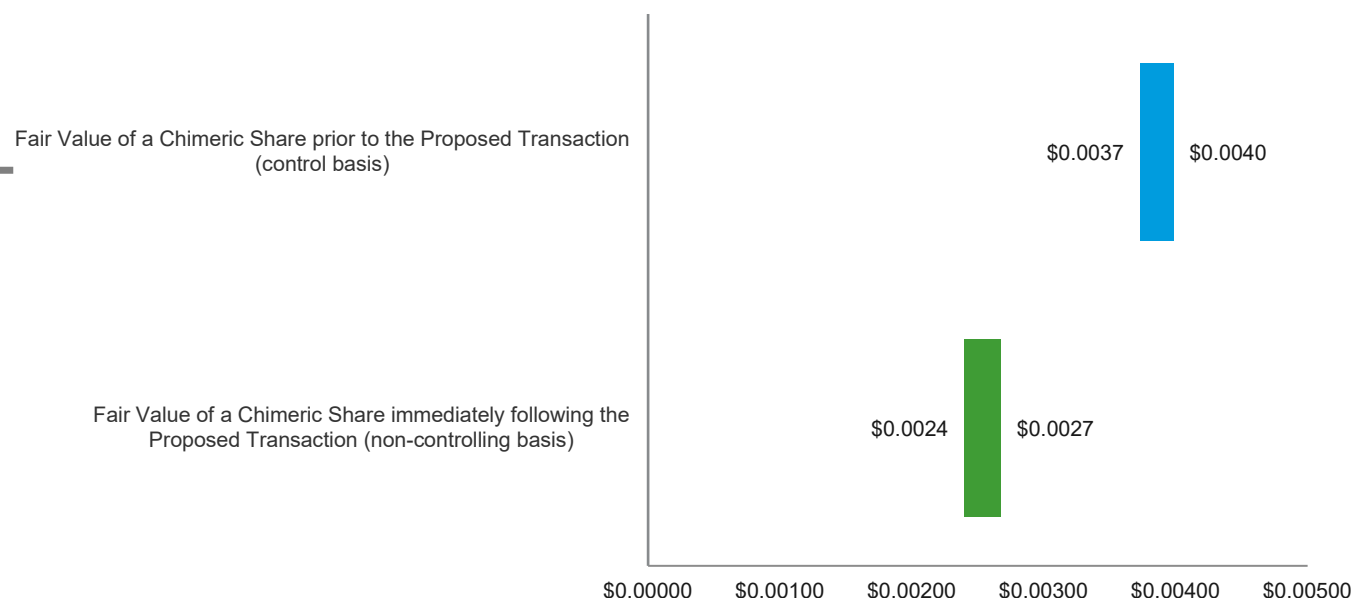 Fair Value of a Chimeric Share prior to the Proposed Transaction
(control basis)
$0.0037
$0.0040
Fair Value of a Chimeric Share immediately following the
Proposed Transaction (non-controlling basis)
$0.0024
$0.0027
$0.00000 $0.00100 $0.00200 $0.00300 $0.00400 $0.00500